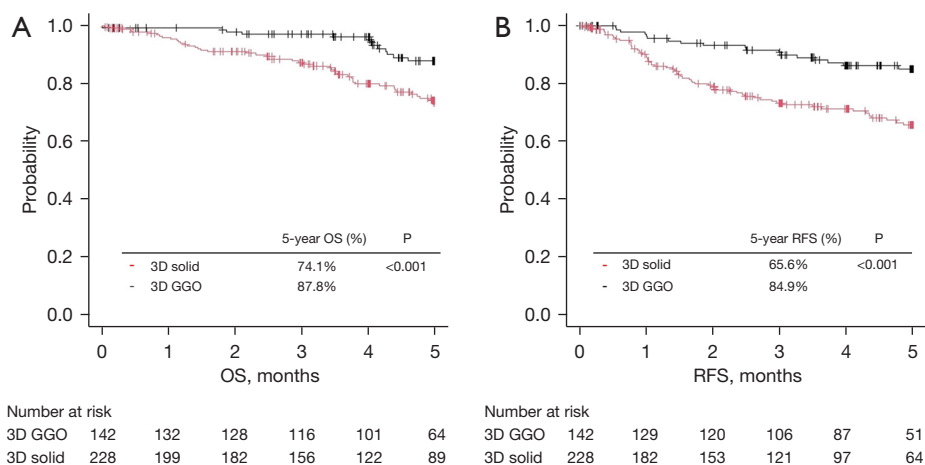 A
1.0
0.8
0.6
0.4
0.2
0.0
Probability
5-year OS (%) P
- 3D solid 74.1% <0.001
- 3D GGO 87.8%
0 1 2 3 4 5
OS, months
Number at risk
3D GGO 142 132 128 116 101 64
3D solid 228 199 182 156 122 89
B
1.0
0.8
0.6
0.4
0.2
0.0
Probability
5-year RFS (%) P
- 3D solid 65.6% <0.001
- 3D GGO 84.9%
0 1 2 3 4 5
RFS, months
Number at risk
3D GGO 142 129 120 106 87 51
3D solid 228 182 153 121 97 64